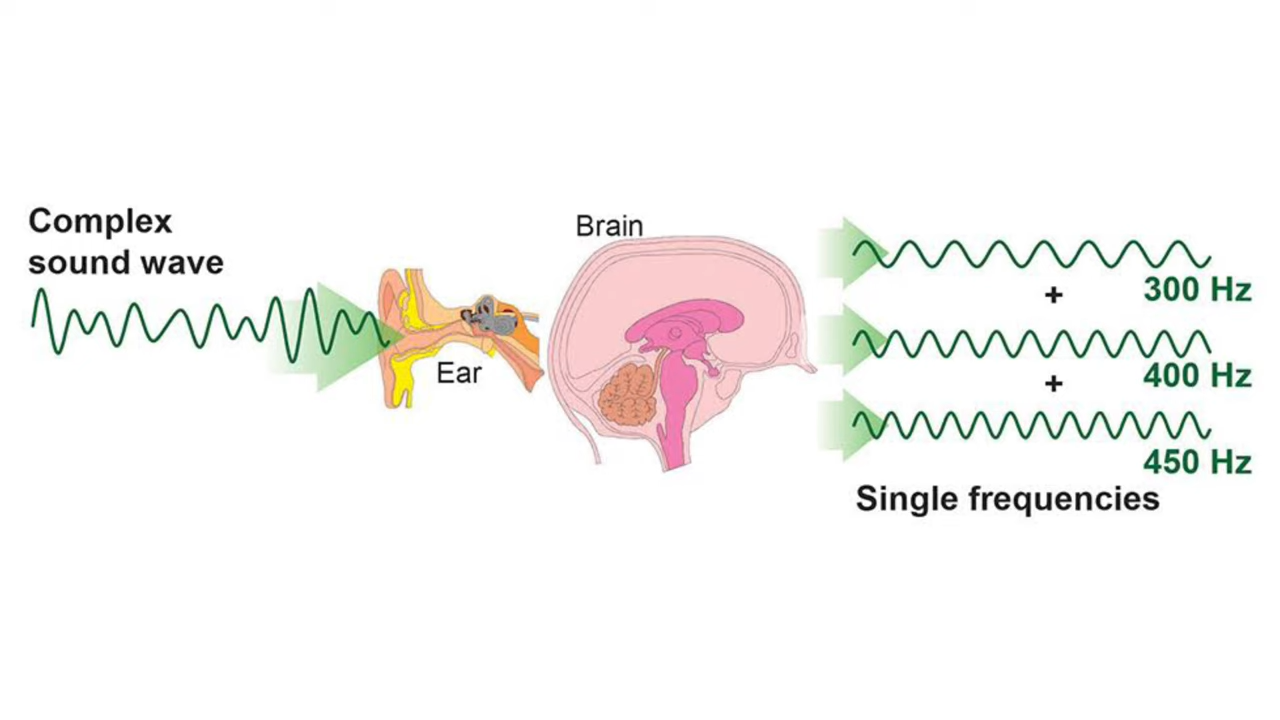 Complex
sound wave
Ear
Brain
300 Hz
+
400 Hz
+
450 Hz
Single frequencies